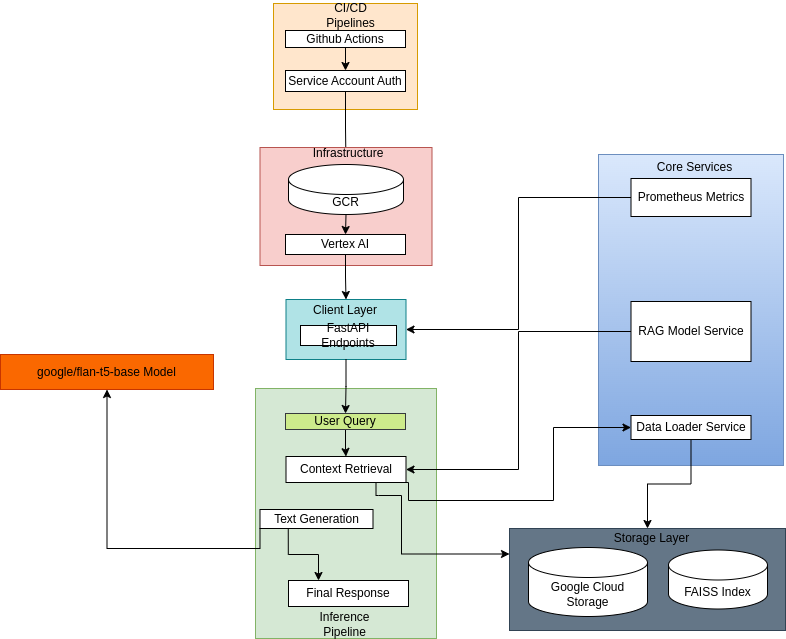 CI/CD
Pipelines
Github Actions
Service Account Auth
Infrastructure
GCR
Vertex AI
Core Services
Prometheus Metrics
RAG Model Service
Data Loader Service
Client Layer
FastAPI
Endpoints
google/flan-t5-base Model
User Query
Context Retrieval
Text Generation
Final Response
Inference
Pipeline
Storage Layer
Google Cloud
Storage
FAISS Index